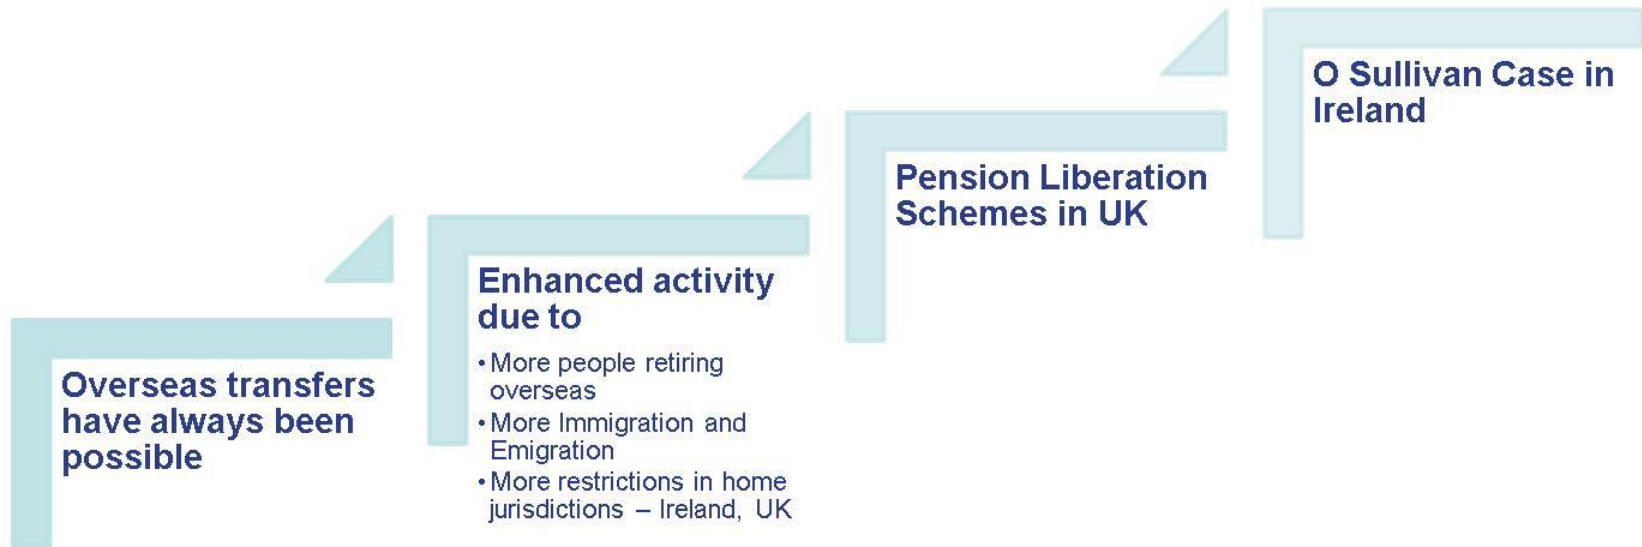 Overseas transfers
have always been
possible
Enhanced activity
due to
• More people retiring
overseas
• More Immigration and
Emigration
• More restrictions in home
jurisdictions – Ireland, UK
Pension Liberation
Schemes in UK
O Sullivan Case in
Ireland